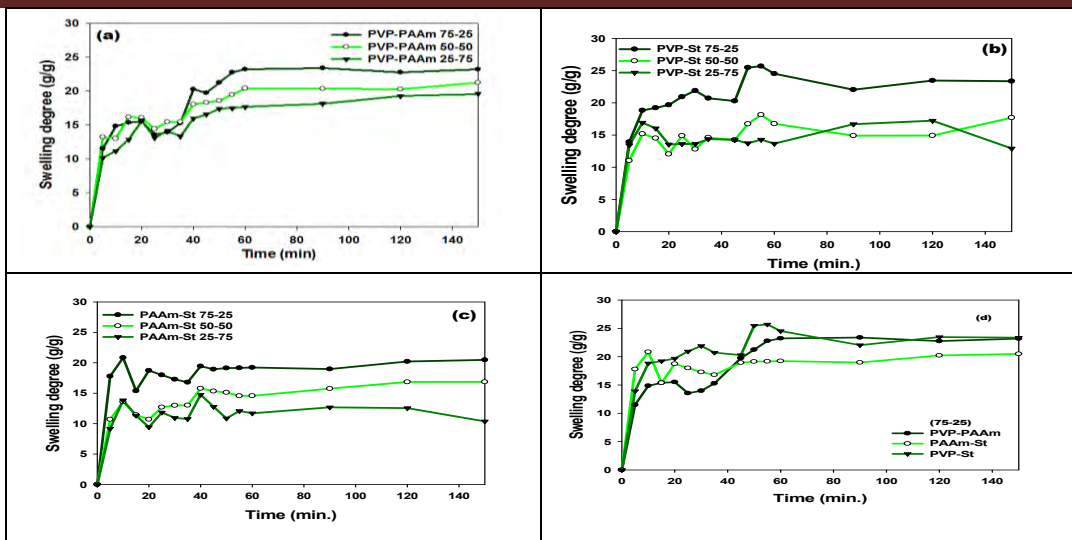 (a)
PVP-PAAm 75-25
PVP-PAAm 50-50
PVP-PAAm 25-75
Swelling degree (g/g)
30
25
20
15
10
5
0
0 20 40 60 80 100 120 140
Time (min)
(b)
PVP-St 75-25
PVP-St 50-50
PVP-St 25-75
Swelling degree (g/g)
30
25
20
15
10
5
0
0 20 40 60 80 100 120 140
Time (min.)
(c)
PAAm-St 75-25
PAAm-St 50-50
PAAm-St 25-75
Swelling degree (g/g)
30
25
20
15
10
5
0
0 20 40 60 80 100 120 140
Time (min.)
(d)
Swelling degree (g/g)
30
25
20
15
10
5
0
(75-25)
PVP-PAAm
PAAm-St
PVP-St
0 20 40 60 80 100 120 140
Time (min.)